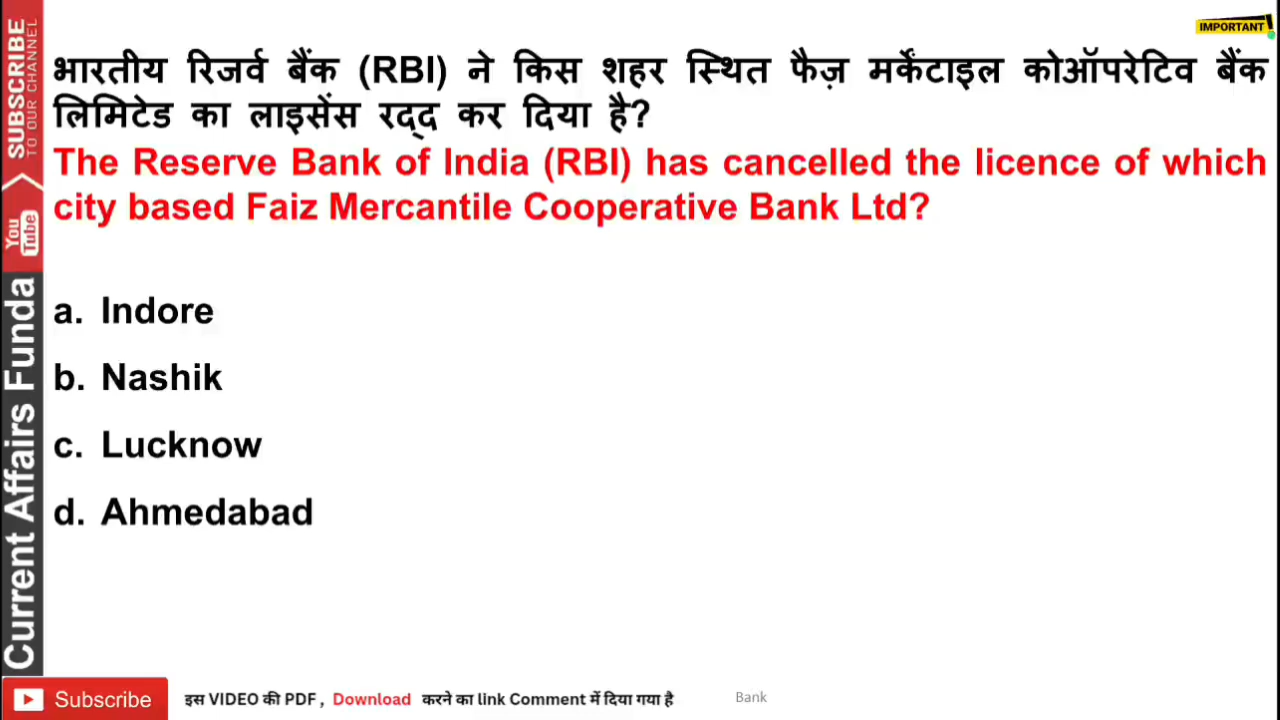 IMPORTANT
भारतीय रिजर्व बैंक (RBI) ने किस शहर स्थित फैज़ मर्केंटाइल कोऑपरेटिव बैंक
लिमिटेड का लाइसेंस रद्द कर दिया है?
The Reserve Bank of India (RBI) has cancelled the licence of which
city based Faiz Mercantile Cooperative Bank Ltd?
a. Indore
b. Nashik
c. Lucknow
d. Ahmedabad
SUBSCRIBE
TO OUR CHANNEL
You
Tube
Current Affairs Funda
Subscribe
इस VIDEO की PDF , Download करने का link Comment में दिया गया है
Bank